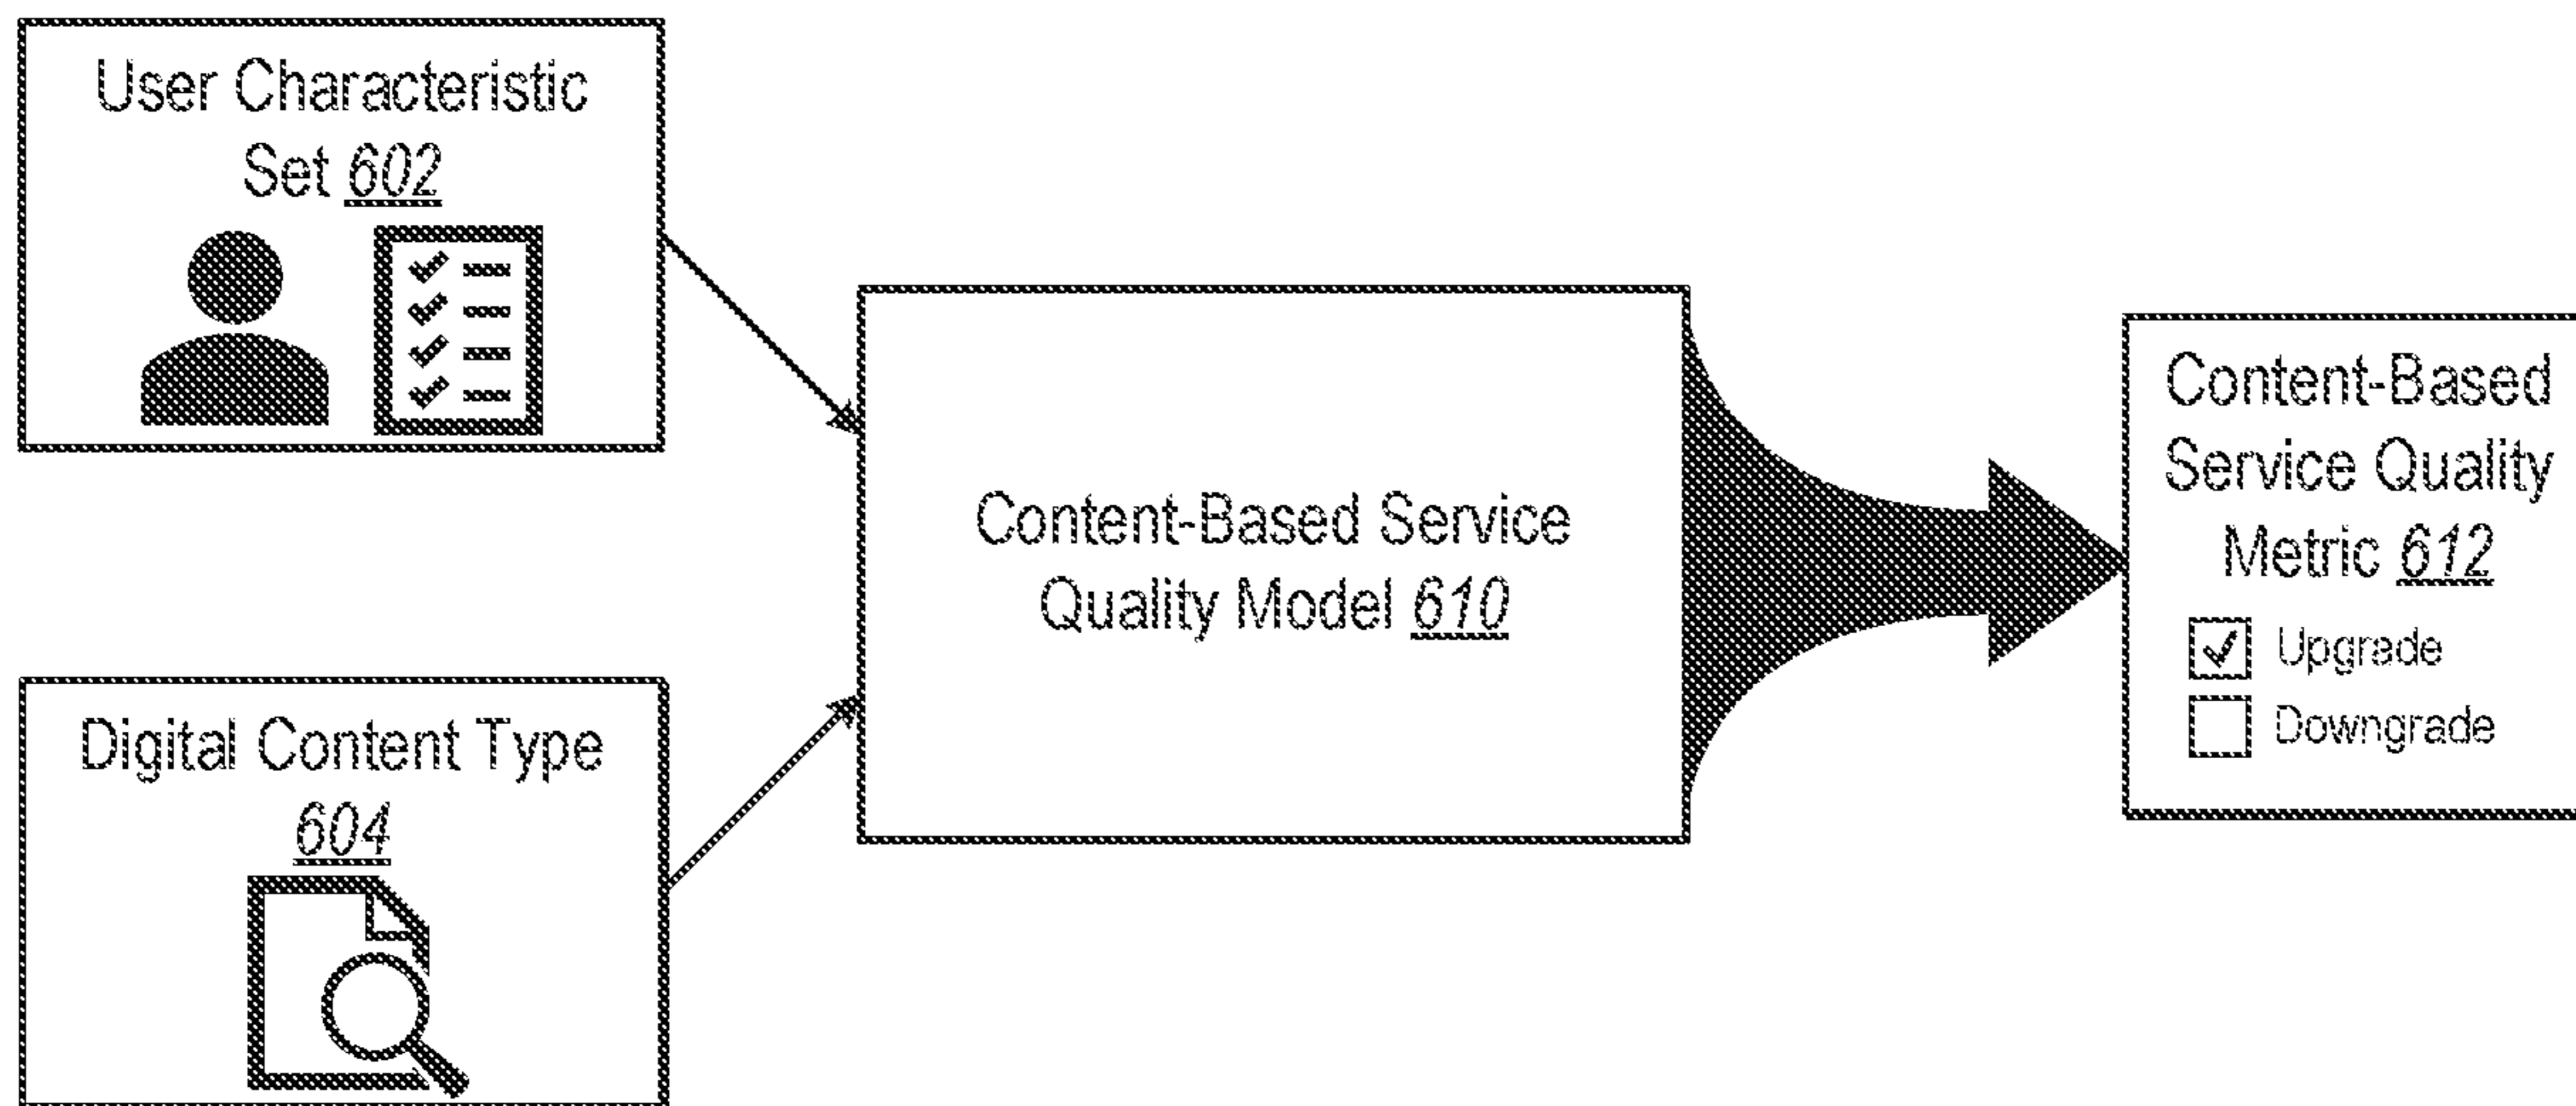 User Characteristic
Set 602
Digital Content Type
604
Content-Based Service
Quality Model 610
Content-Based
Service Quality
Metric 612
Upgrade
Downgrade